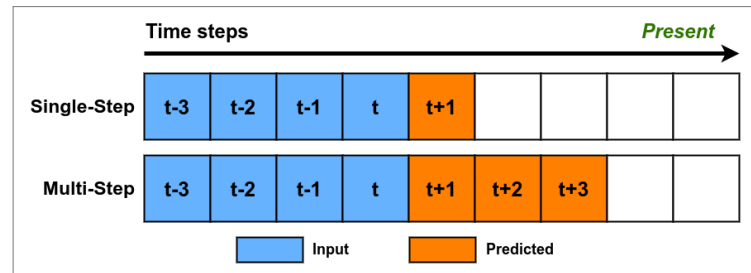 Time steps Present
Single-Step t-3 t-2 t-1 t t+1
Multi-Step t-3 t-2 t-1 t t+1 t+2 t+3
Input Predicted